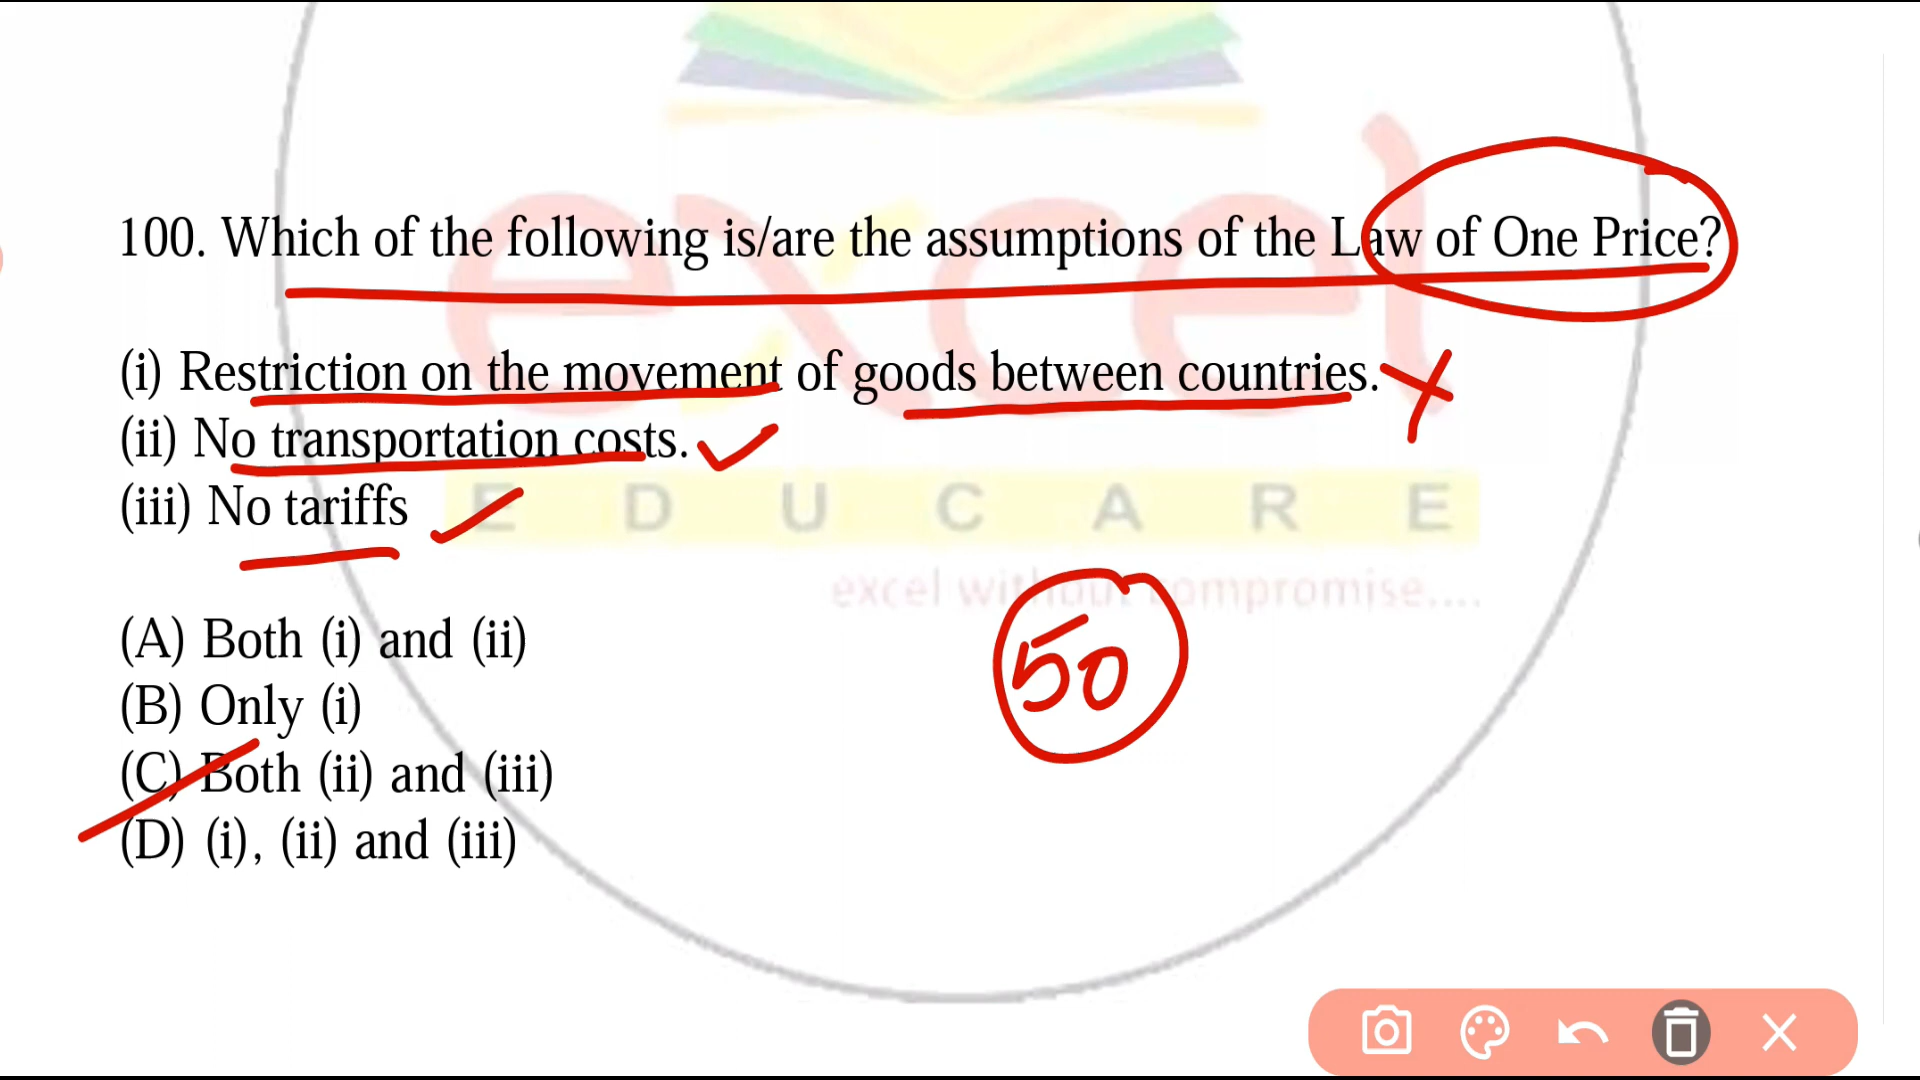 100. Which of the following is/are the assumptions of the Law of One Price?
(i) Restriction on the movement of goods between countries.
(ii) No transportation costs.
(iii) No tariffs
excel
E D U C A R E
excel without compromise....
50
(A) Both (i) and (ii)
(B) Only (i)
(C) Both (ii) and (iii)
(D) (i), (ii) and (iii)